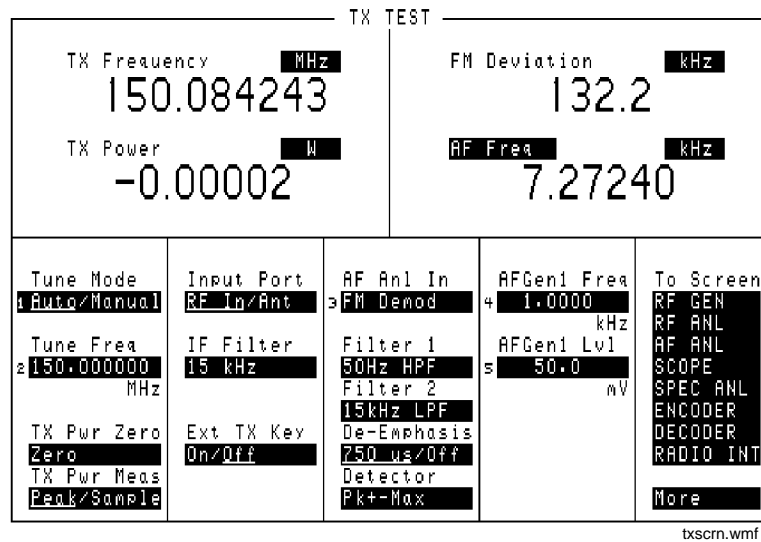 TX TEST
TX Frequency MHz
150.084243
FM Deviation kHz
132.2
TX Power W
-0.00002
AF Freq kHz
7.27240
Tune Mode
1 Auto/Manual
Tune Freq
2 150.000000
MHz
TX Pwr Zero
Zero
TX Pwr Meas
Peak/Sample
Input Port
RF In/Ant
IF Filter
15 kHz
Ext TX Key
On/Off
AF Anl In
3 FM Demod
Filter 1
50Hz HPF
Filter 2
15kHz LPF
De-Emphasis
750 us/Off
Detector
Pk+-Max
AFGen1 Freq
4 1.0000
kHz
AFGen1 Lvl
5 50.0
mV
To Screen
RF GEN
RF ANL
AF ANL
SCOPE
SPEC ANL
ENCODER
DECODER
RADIO INT
More
txscrn.wmf